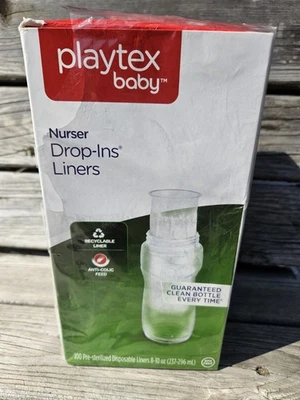 playtex
baby™
Nurser
Drop-Ins®
Liners
RECYCLABLE
LINER
ANTI-COLIC
FEED
GUARANTEED
CLEAN BOTTLE
EVERY TIME*
100 Pre-sterilized Disposable Liners 8-10 oz (237-296 mL)